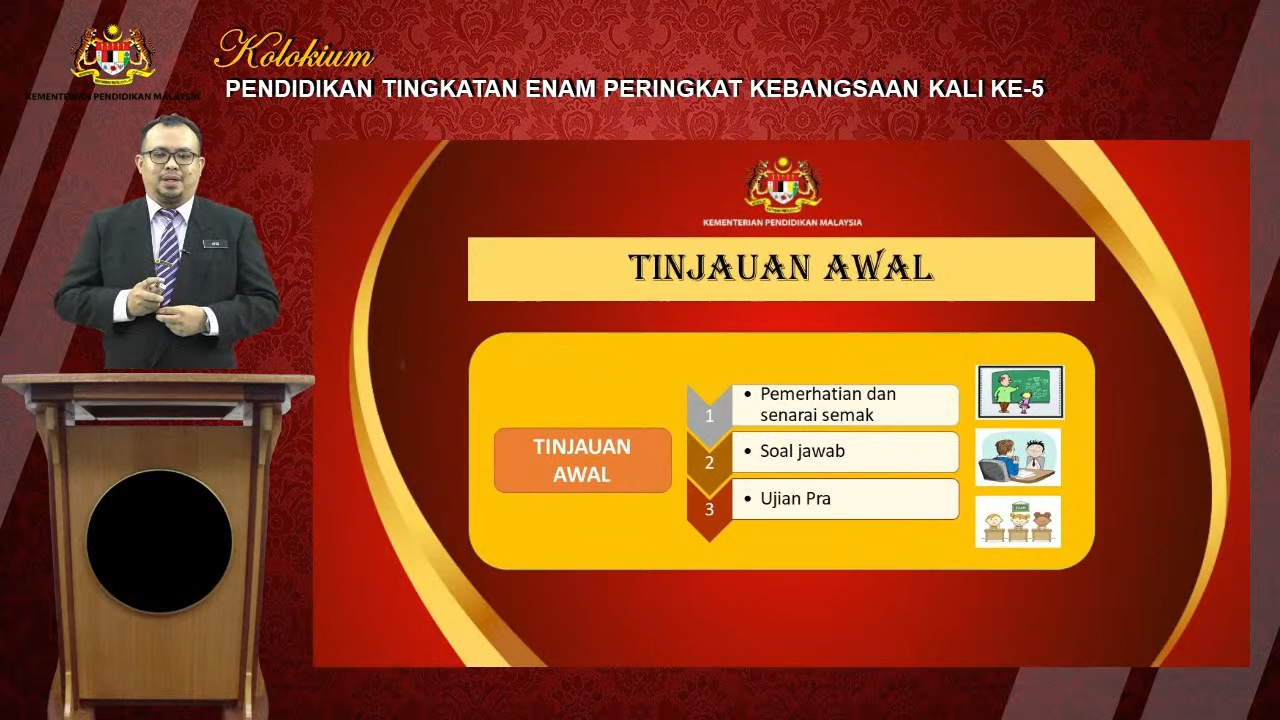 Kolokium
PENDIDIKAN TINGKATAN ENAM PERINGKAT KEBANGSAAN KALI KE-5
KEMENTERIAN PENDIDIKAN MALAYSIA
KEMENTERIAN PENDIDIKAN MALAYSIA
TINJAUAN AWAL
TINJAUAN
AWAL
1
• Pemerhatian dan
senarai semak
2
• Soal jawab
3
• Ujian Pra